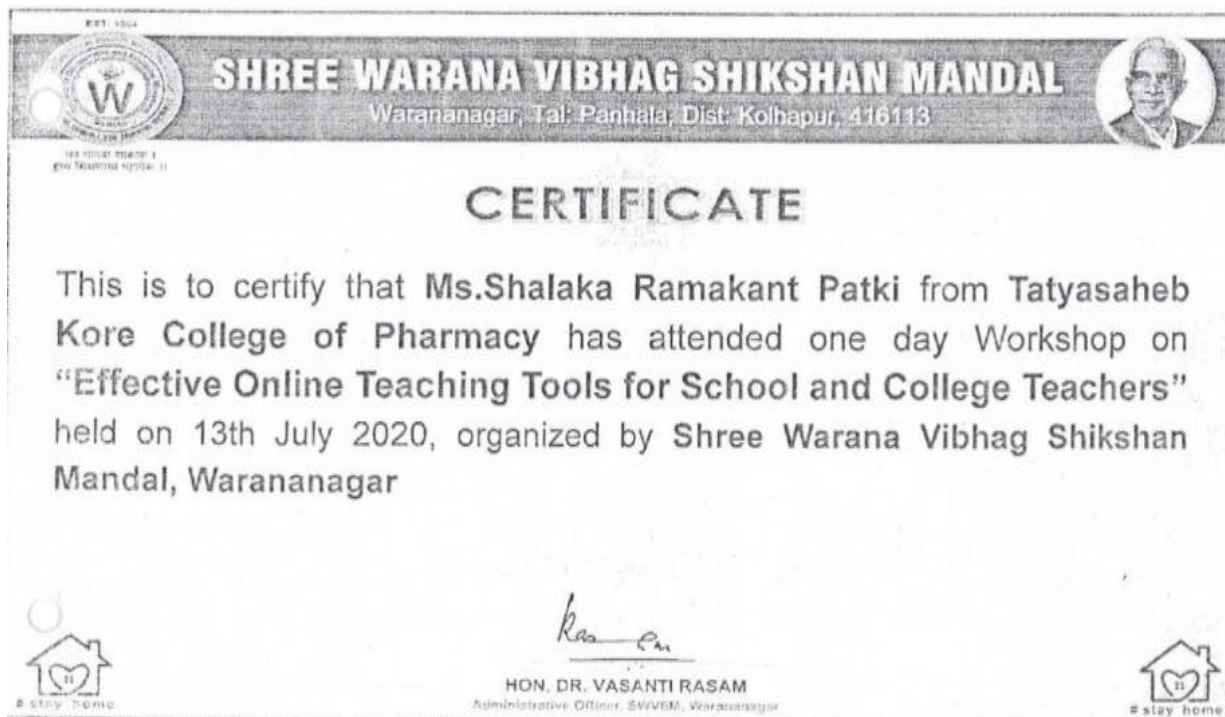 EST: 1964
SHREE WARANA VIBHAG SHIKSHAN MANDAL
Warananagar, Tal: Panhala, Dist: Kolhapur, 416113
W
CERTIFICATE
This is to certify that Ms.Shalaka Ramakant Patki from Tatyasaheb
Kore College of Pharmacy has attended one day Workshop on
“Effective Online Teaching Tools for School and College Teachers”
held on 13th July 2020, organized by Shree Warana Vibhag Shikshan
Mandal, Warananagar
HON. DR. VASANTI RASAM
Administrative Officer, SWVSM, Warananagar
# stay home
# stay home